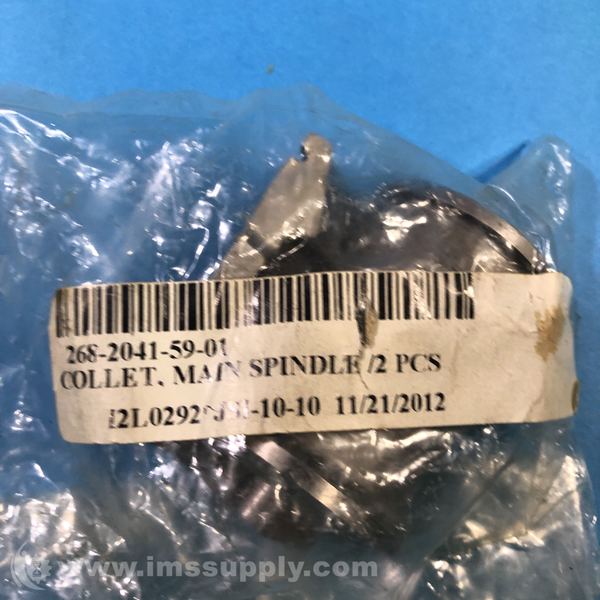 268-2041-59-01
COLLET, MAIN SPINDLE /2 PCS
11/21/2012
www.imssupply.com